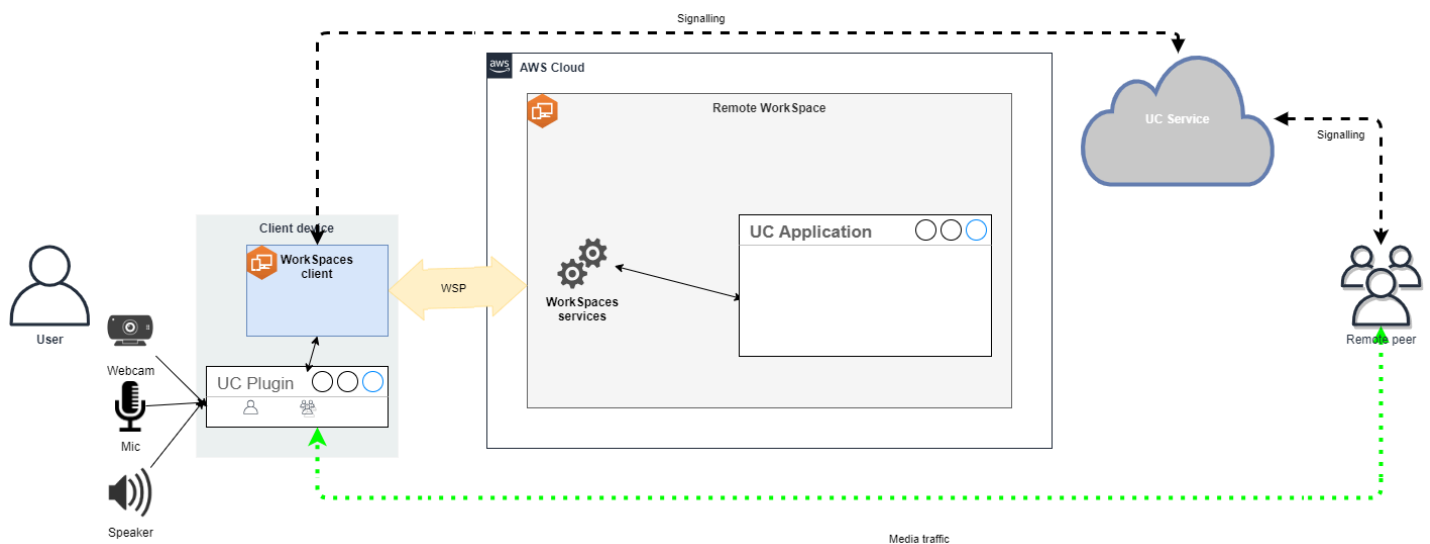 Signalling
aws
AWS Cloud
Remote WorkSpace
UC Service
Signalling
Client device
WorkSpaces
client
WSP
UC Application
WorkSpaces
services
User
Webcam
UC Plugin
Mic
Speaker
Remote peer
Media traffic